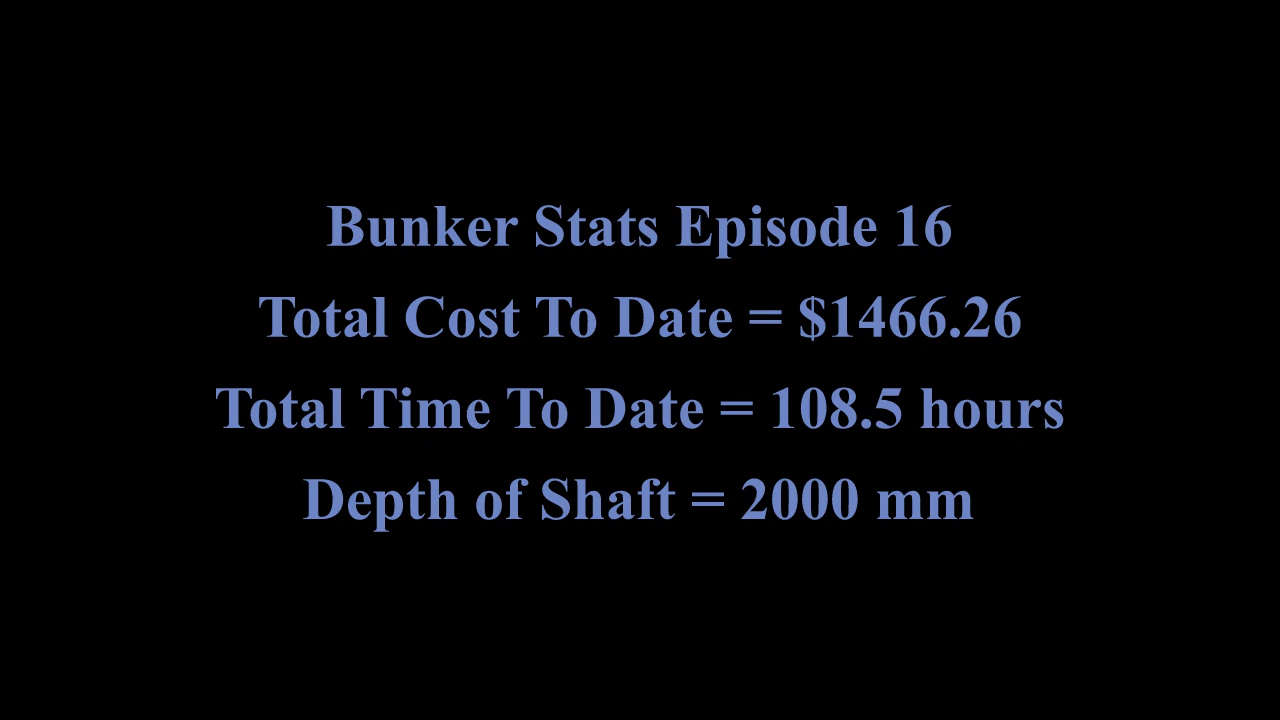 Bunker Stats Episode 16
Total Cost To Date = $1466.26
Total Time To Date = 108.5 hours
Depth of Shaft = 2000 mm